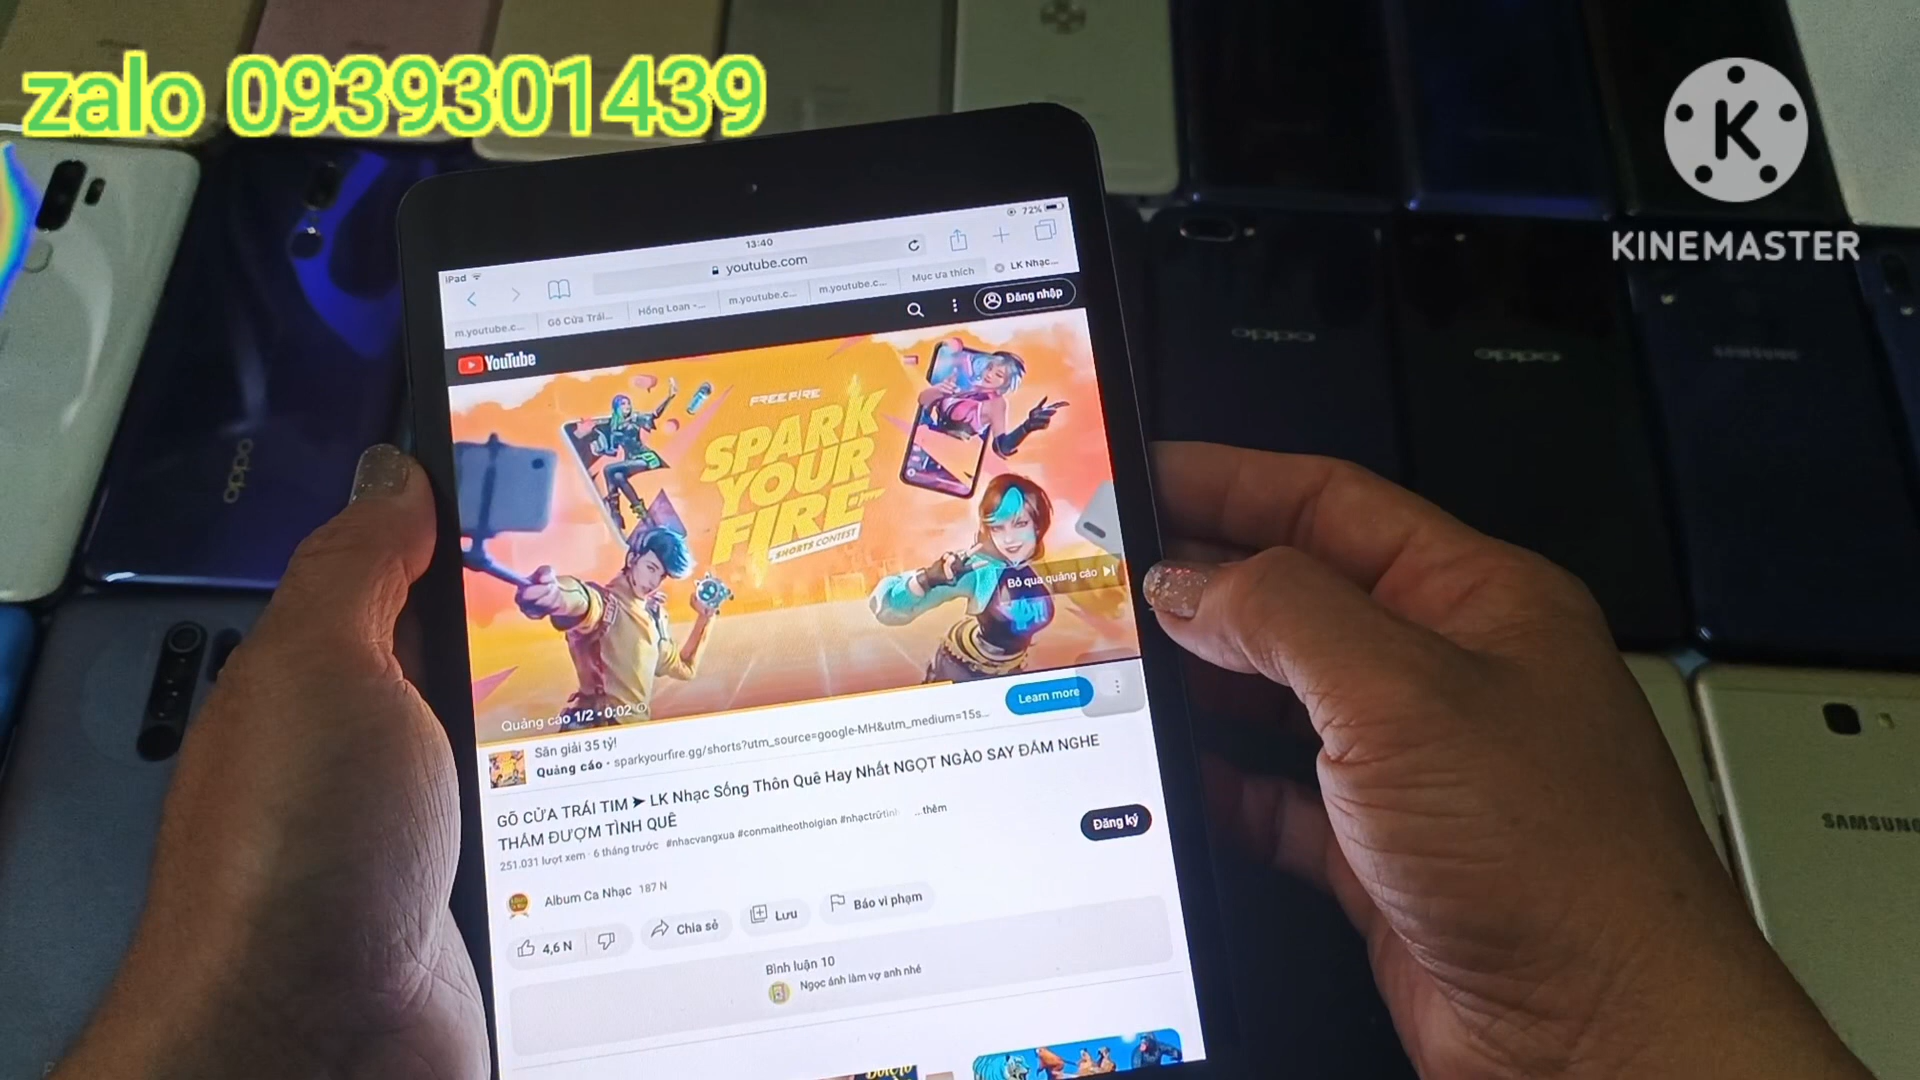 zalo 0939301439
KINEMASTER
iPad
13:40
72%
youtube.com
m.youtube.c...
Gõ Cửa Trái...
Hồng Loan -...
m.youtube.c...
m.youtube.c...
Mục ưa thích
LK Nhạc...
YouTube
Đăng nhập
FREE FIRE
SPARK
YOUR
FIRE
SHORTS CONTEST
Bỏ qua quảng cáo
Quảng cáo 1/2 • 0:02
Learn more
Săn giải 35 tỷ!
Quảng cáo • sparkyourfire.gg/shorts?utm_source=google-MH&utm_medium=15s...
GÕ CỬA TRÁI TIM ➤ LK Nhạc Sống Thôn Quê Hay Nhất NGỌT NGÀO SAY ĐẮM NGHE
THẮM ĐƯỢM TÌNH QUÊ
251.031 lượt xem · 6 tháng trước #nhacvangxua #conmaitheothoigian #nhạctrữtình ...thêm
Album Ca Nhạc 187 N
Đăng ký
4,6 N
Chia sẻ
Lưu
Báo vi phạm
Bình luận 10
Ngọc ánh làm vợ anh nhé
oppo
oppo
oppo
SAMSUNG
SAMSUNG